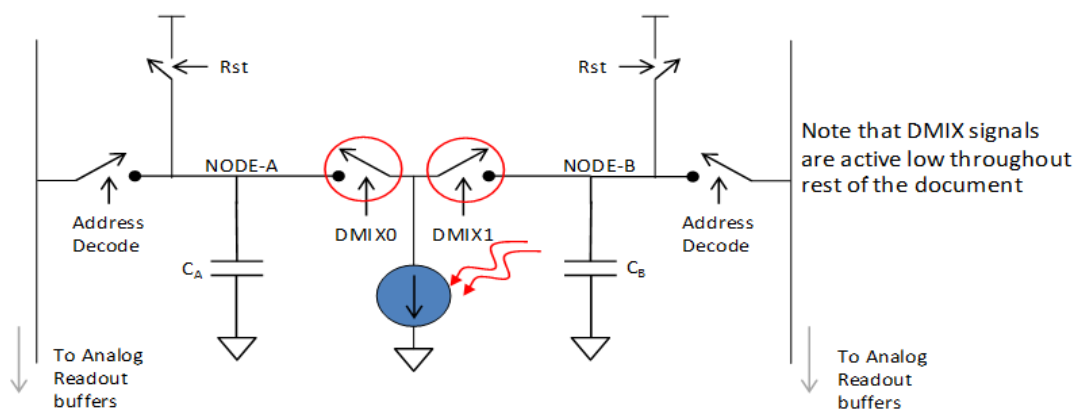 Rst
Rst
Note that DMIX signals
are active low throughout
rest of the document
NODE-A
NODE-B
Address
Decode
DMIX0
DMIX1
Address
Decode
CA
CB
To Analog
Readout
buffers
To Analog
Readout
buffers